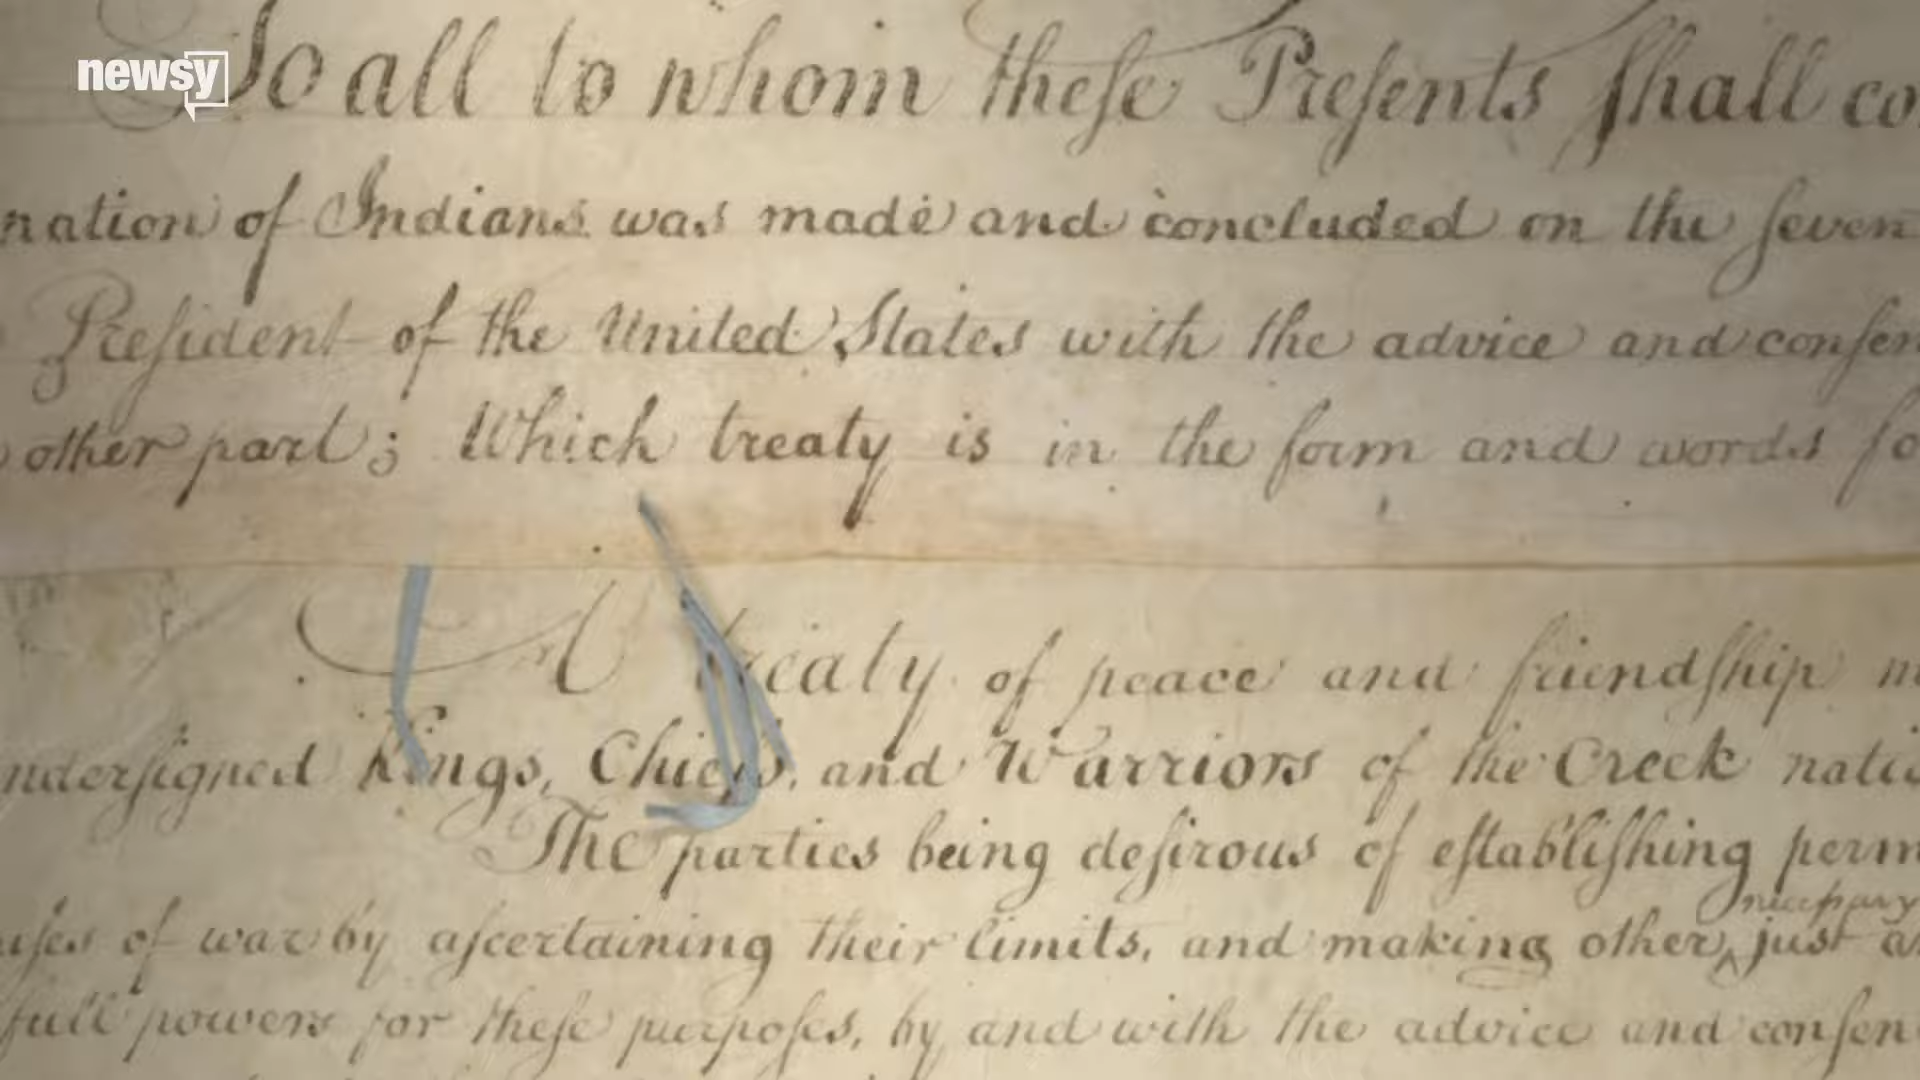 newsy
To all to whom theſe Preſents ſhall co
nation of Indians was made and concluded on the ſeven
Preſident of the United States with the advice and conſen
other part; Which treaty is in the form and words fo
A treaty of peace and friendſhip m
nderſigned Kings, Chiefs, and Warriors of the Creek natio
The parties being deſirous of eſtabliſhing perm
neceſsary
uſes of war by aſcertaining their limits, and making other just a
full powers for theſe purpoſes, by and with the advice and conſen